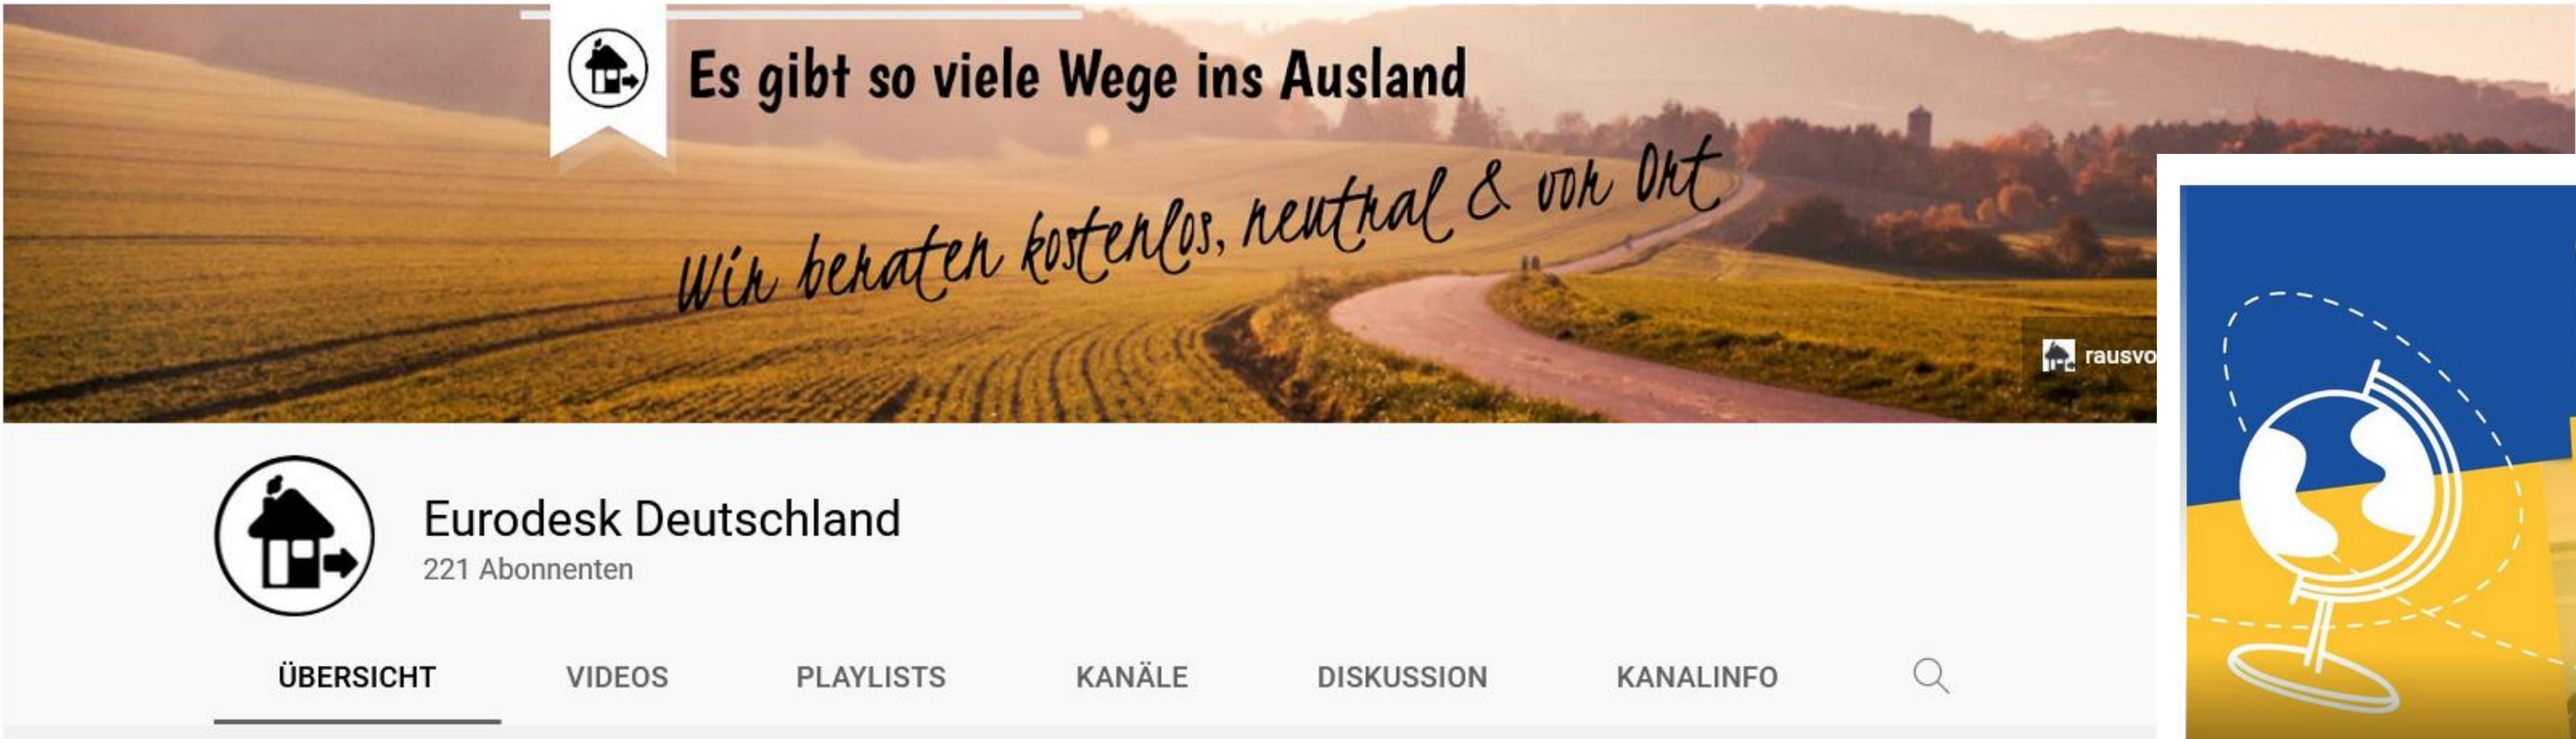 Es gibt so viele Wege ins Ausland
Wir beraten kostenlos, neutral & vor Ort
rausvo
Eurodesk Deutschland
221 Abonnenten
ÜBERSICHT VIDEOS PLAYLISTS KANÄLE DISKUSSION KANALINFO